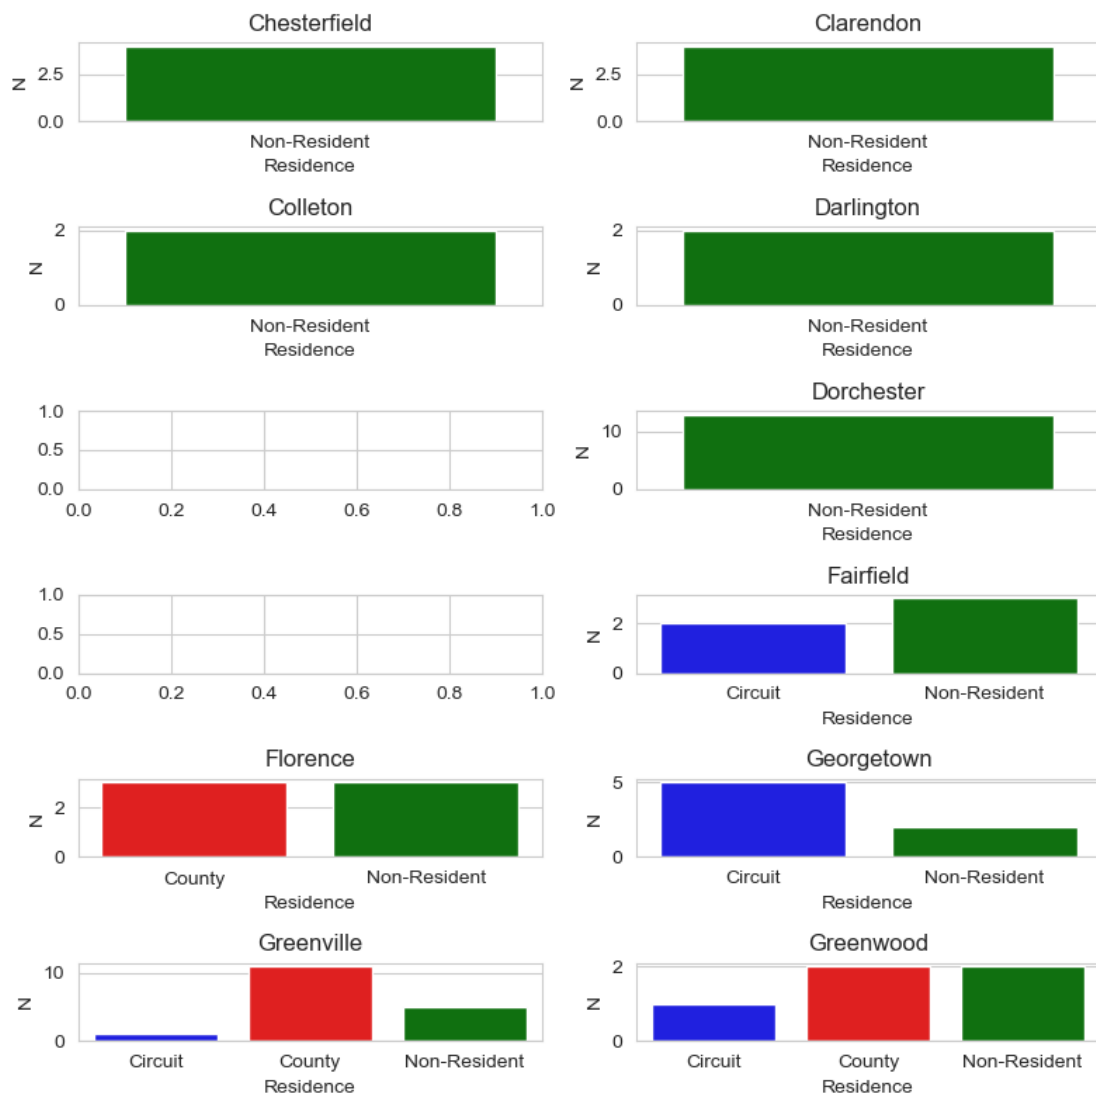 Chesterfield
N
2.5
0.0
Non-Resident
Residence
Clarendon
N
2.5
0.0
Non-Resident
Residence
Colleton
N
2
0
Non-Resident
Residence
Darlington
N
2
0
Non-Resident
Residence
1.0
0.5
0.0
0.0 0.2 0.4 0.6 0.8 1.0
Dorchester
N
10
0
Non-Resident
Residence
1.0
0.5
0.0
0.0 0.2 0.4 0.6 0.8 1.0
Fairfield
N
2
0
Circuit Non-Resident
Residence
Florence
N
2
0
County Non-Resident
Residence
Georgetown
N
5
0
Circuit Non-Resident
Residence
Greenville
N
10
0
Circuit County Non-Resident
Residence
Greenwood
N
2
0
Circuit County Non-Resident
Residence